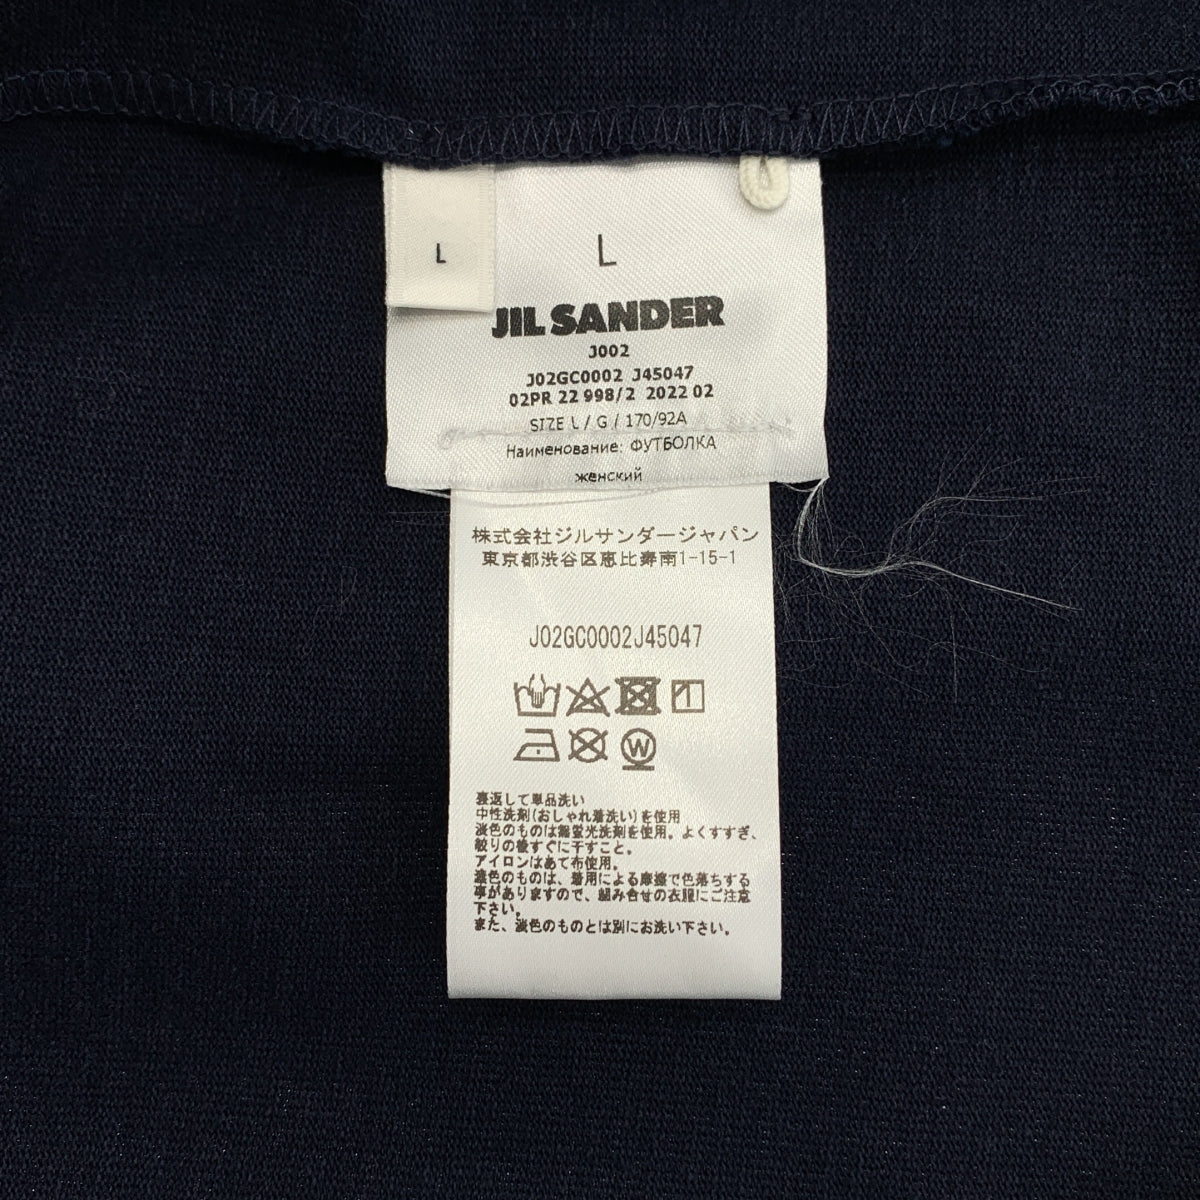 L
L
JIL SANDER
J002
J02GC0002 J45047
02PR 22 998/2 2022 02
SIZE L / G / 170/92A
Наименование: ФУТБОЛКА
женский
株式会社ジルサンダージャパン
東京都渋谷区恵比寿南1-15-1
J02GC0002J45047
W
裏返して単品洗い
中性洗剤(おしゃれ着洗い)を使用
淡色のものは無蛍光洗剤を使用。よくすすぎ、
絞りの後すぐに干すこと。
アイロンはあて布使用。
濃色のものは、着用による摩擦で色落ちする
事がありますので、組み合せの衣服にご注意
下さい。
また、淡色のものとは別にお洗い下さい。